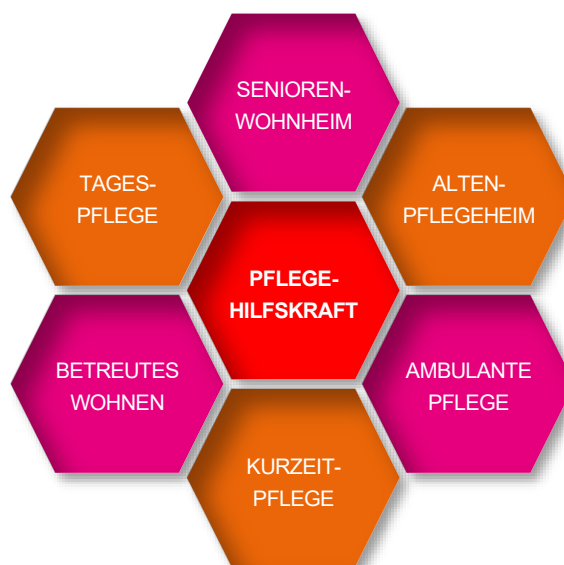 SENIOREN-
WOHNHEIM
TAGES-
PFLEGE
ALTEN-
PFLEGEHEIM
PFLEGE-
HILFSKRAFT
BETREUTES
WOHNEN
AMBULANTE
PFLEGE
KURZEIT-
PFLEGE